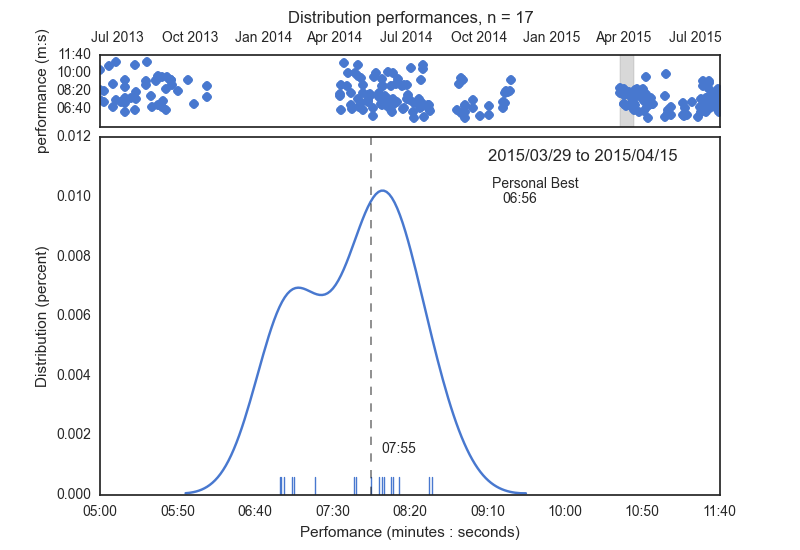 Distribution performances, n = 17
Jul 2013 Oct 2013 Jan 2014 Apr 2014 Jul 2014 Oct 2014 Jan 2015 Apr 2015 Jul 2015
performance (m:s)
11:40
10:00
08:20
06:40
Distribution (percent)
0.012
0.010
0.008
0.006
0.004
0.002
0.000
2015/03/29 to 2015/04/15
Personal Best
06:56
07:55
05:00 05:50 06:40 07:30 08:20 09:10 10:00 10:50 11:40
Perfomance (minutes : seconds)